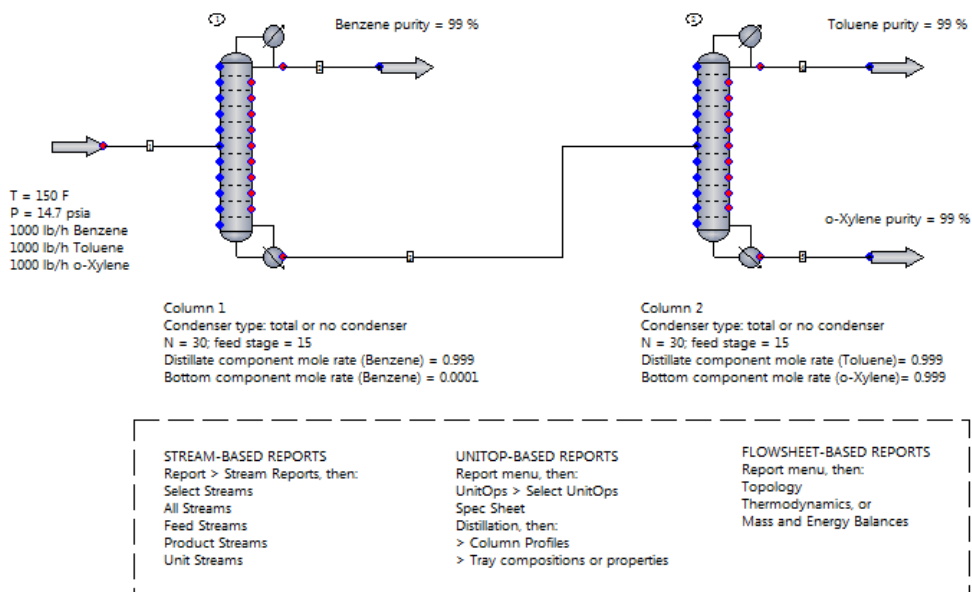 Benzene purity = 99 %
Toluene purity = 99 %
T = 150 F
P = 14.7 psia
1000 lb/h Benzene
1000 lb/h Toluene
1000 lb/h o-Xylene
o-Xylene purity = 99 %
Column 1
Condenser type: total or no condenser
N = 30; feed stage = 15
Distillate component mole rate (Benzene) = 0.999
Bottom component mole rate (Benzene) = 0.0001
Column 2
Condenser type: total or no condenser
N = 30; feed stage = 15
Distillate component mole rate (Toluene)= 0.999
Bottom component mole rate (o-Xylene)= 0.999
STREAM-BASED REPORTS
Report > Stream Reports, then:
Select Streams
All Streams
Feed Streams
Product Streams
Unit Streams
UNITOP-BASED REPORTS
Report menu, then:
UnitOps > Select UnitOps
Spec Sheet
Distillation, then:
> Column Profiles
> Tray compositions or properties
FLOWSHEET-BASED REPORTS
Report menu, then:
Topology
Thermodynamics, or
Mass and Energy Balances